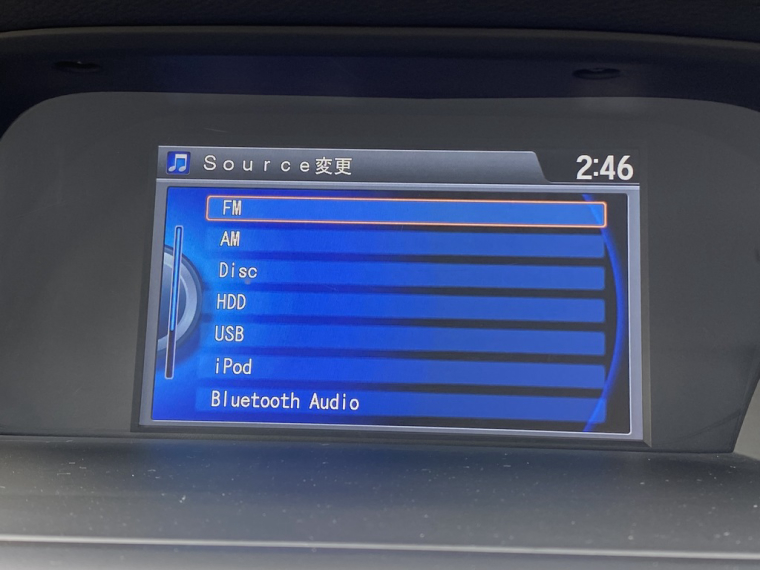 Source変更
2:46
FM
AM
Disc
HDD
USB
iPod
Bluetooth Audio